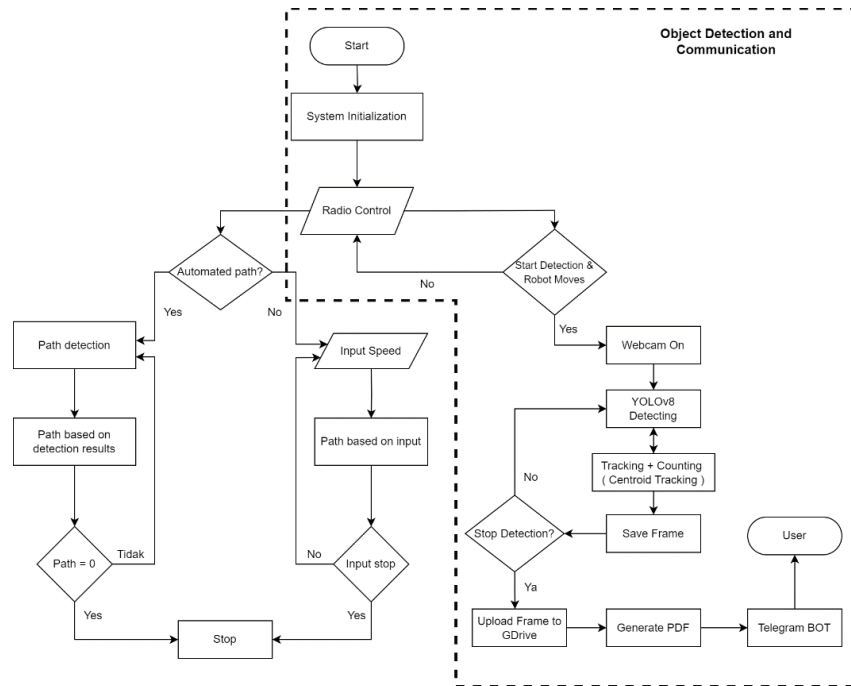 Object Detection and
Communication
Start
System Initialization
Radio Control
Automated path?
Start Detection &
Robot Moves
No
Yes
No
Yes
Path detection
Input Speed
Webcam On
YOLOv8
Detecting
Path based on
detection results
Path based on input
Tracking + Counting
( Centroid Tracking )
No
Save Frame
Stop Detection?
User
Path = 0
Tidak
No
Input stop
Ya
Yes
Yes
Stop
Upload Frame to
GDrive
Generate PDF
Telegram BOT